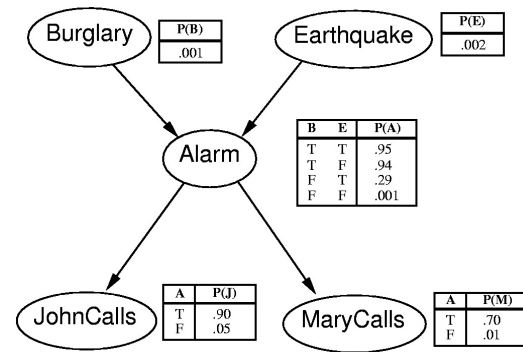 Burglary
P(B)
.001
Earthquake
P(E)
.002
Alarm
B E P(A)
T T .95
T F .94
F T .29
F F .001
JohnCalls
A P(J)
T .90
F .05
MaryCalls
A P(M)
T .70
F .01